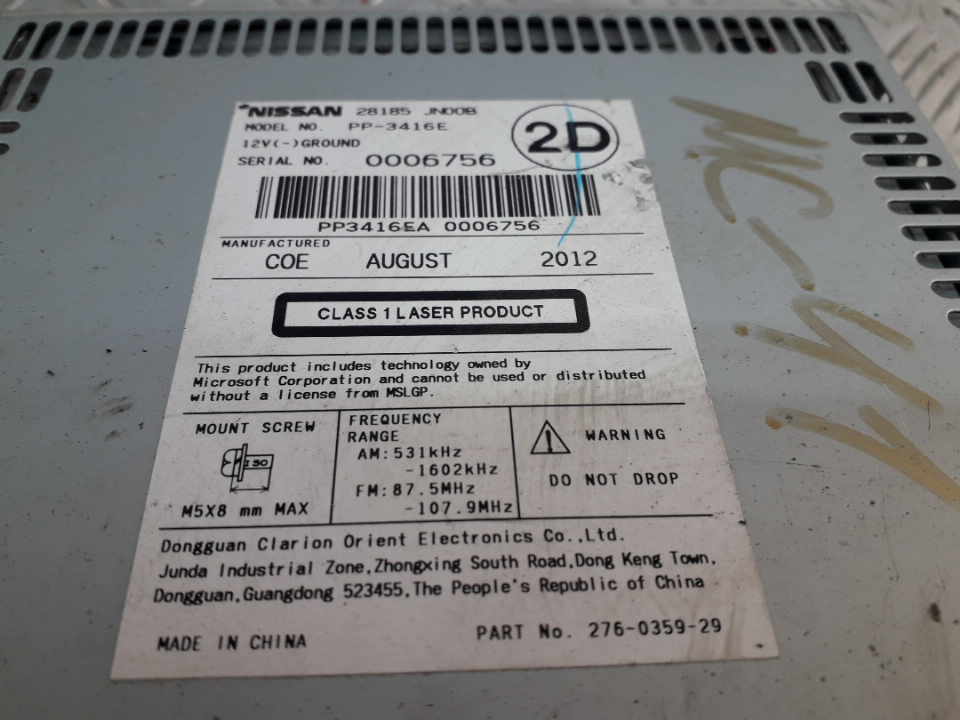 NISSAN 28185 JN00B
MODEL NO. PP-3416E
2D
12V(-)GROUND
SERIAL NO. 0006756
PP3416EA 0006756
MANUFACTURED
COE AUGUST 2012
CLASS 1 LASER PRODUCT
This product includes technology owned by
Microsoft Corporation and cannot be used or distributed
without a license from MSLGP.
MOUNT SCREW
ISO
M5X8 mm MAX
FREQUENCY
RANGE
AM:531kHz
-1602kHz
FM:87.5MHz
-107.9MHz
WARNING
DO NOT DROP
Dongguan Clarion Orient Electronics Co.,Ltd.
Junda Industrial Zone,Zhongxing South Road,Dong Keng Town,
Dongguan,Guangdong 523455,The People's Republic of China
MADE IN CHINA
PART No. 276-0359-29